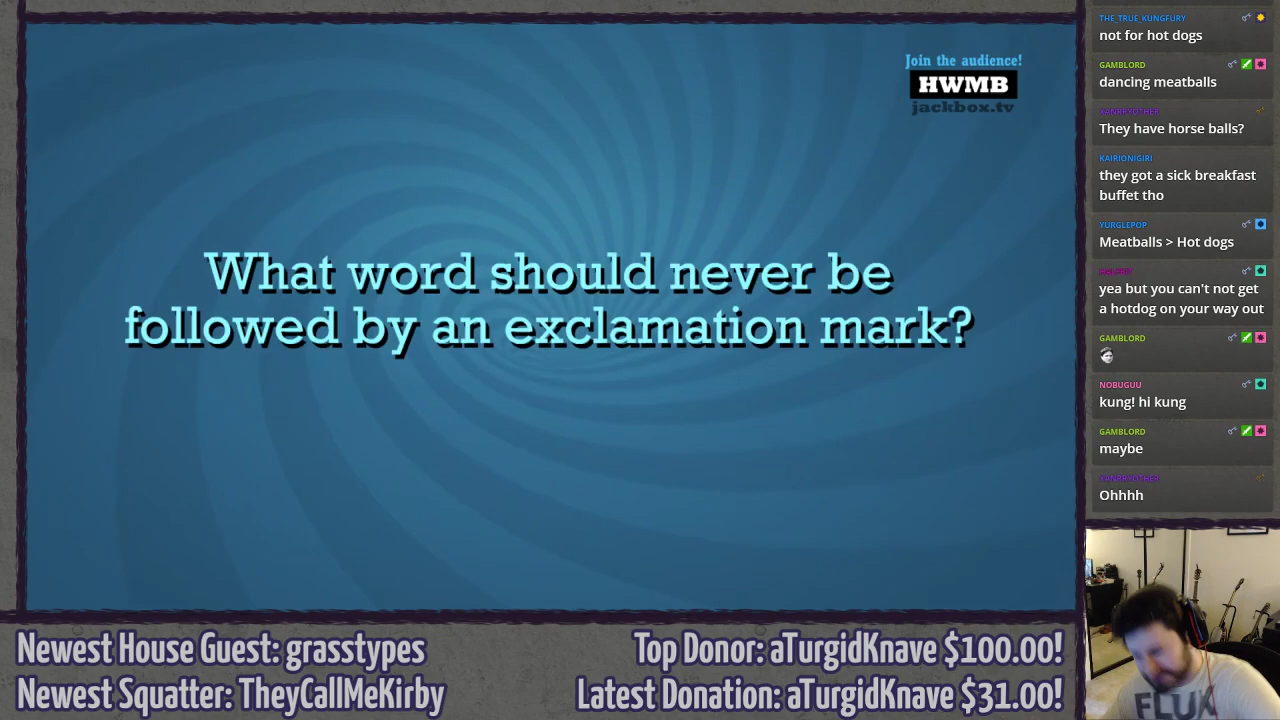 Join the audience!
HWMB
jackbox.tv
What word should never be
followed by an exclamation mark?
THE_TRUE_KUNGFURY
not for hot dogs
GAMBLORD
dancing meatballs
They have horse balls?
KAIRIONIGIRI
they got a sick breakfast
buffet tho
YURGLEPOP
Meatballs > Hot dogs
yea but you can't not get
a hotdog on your way out
GAMBLORD
NOBUGUU
kung! hi kung
GAMBLORD
maybe
Ohhhh
FLUK
Newest House Guest: grasstypes
Newest Squatter: TheyCallMeKirby
Top Donor: aTurgidKnave $100.00!
Latest Donation: aTurgidKnave $31.00!